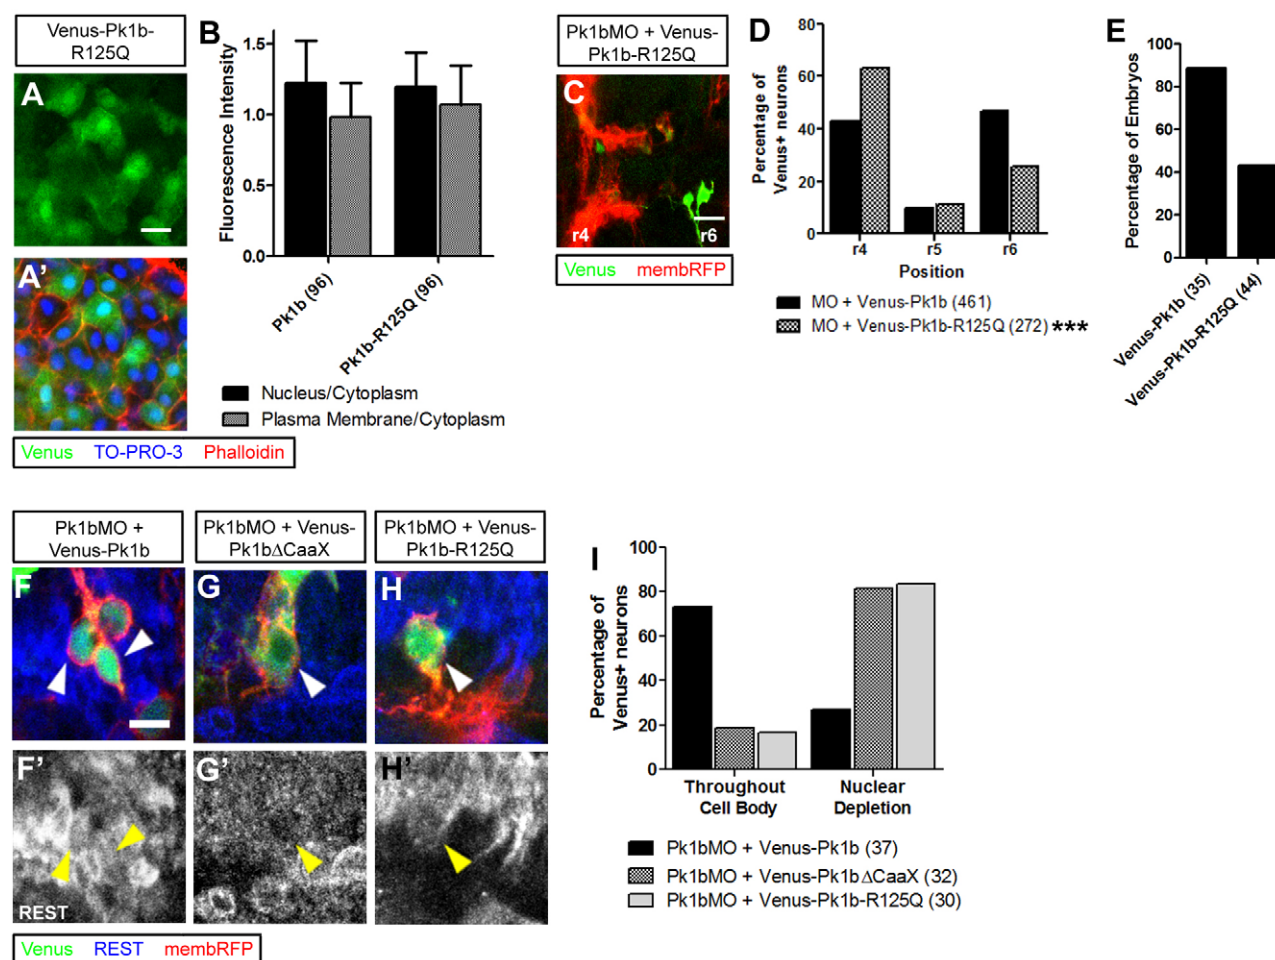 Venus-Pk1b-
R125Q
A
A'
Venus TO-PRO-3 Phalloidin
B
Fluorescence Intensity
1.5
1.0
0.5
0.0
Pk1b (96)
Pk1b-R125Q (96)
Nucleus/Cytoplasm
Plasma Membrane/Cytoplasm
Pk1bMO + Venus-
Pk1b-R125Q
C
r4 r6
Venus membRFP
D
Percentage of
Venus+ neurons
80
60
40
20
0
r4 r5 r6
Position
MO + Venus-Pk1b (461)
MO + Venus-Pk1b-R125Q (272) ***
E
Percentage of Embryos
100
80
60
40
20
0
Venus-Pk1b (35)
Venus-Pk1b-R125Q (44)
Pk1bMO +
Venus-Pk1b
Pk1bMO + Venus-
Pk1bΔCaaX
Pk1bMO + Venus-
Pk1b-R125Q
F
G
H
F'
G'
H'
REST
Venus REST membRFP
I
Percentage of
Venus+ neurons
100
80
60
40
20
0
Throughout
Cell Body
Nuclear
Depletion
Pk1bMO + Venus-Pk1b (37)
Pk1bMO + Venus-Pk1bΔCaaX (32)
Pk1bMO + Venus-Pk1b-R125Q (30)